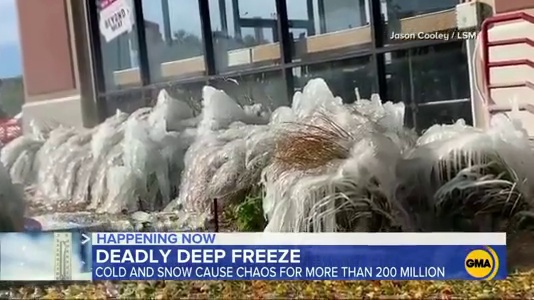 BEYOND
Jason Cooley / LSM
HAPPENING NOW
DEADLY DEEP FREEZE
COLD AND SNOW CAUSE CHAOS FOR MORE THAN 200 MILLION
GMA